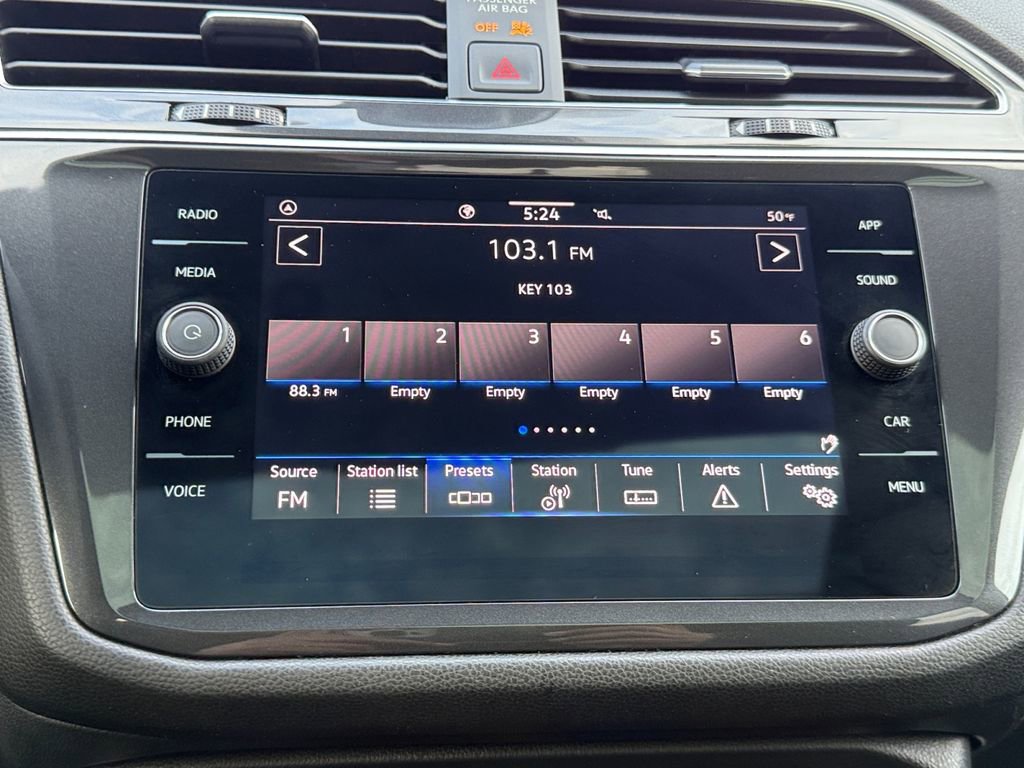 PASSENGER
AIR BAG
OFF
RADIO
MEDIA
PHONE
VOICE
5:24
50°F
103.1 FM
KEY 103
1 2 3 4 5 6
88.3 FM Empty Empty Empty Empty Empty
Source Station list Presets Station Tune Alerts Settings
FM
APP
SOUND
CAR
MENU